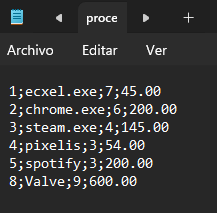 proce
Archivo Editar Ver
1;ecxel.exe;7;45.00
2;chrome.exe;6;200.00
3;steam.exe;4;145.00
4;pixelis;3;54.00
5;spotify;3;200.00
8;Valve;9;600.00